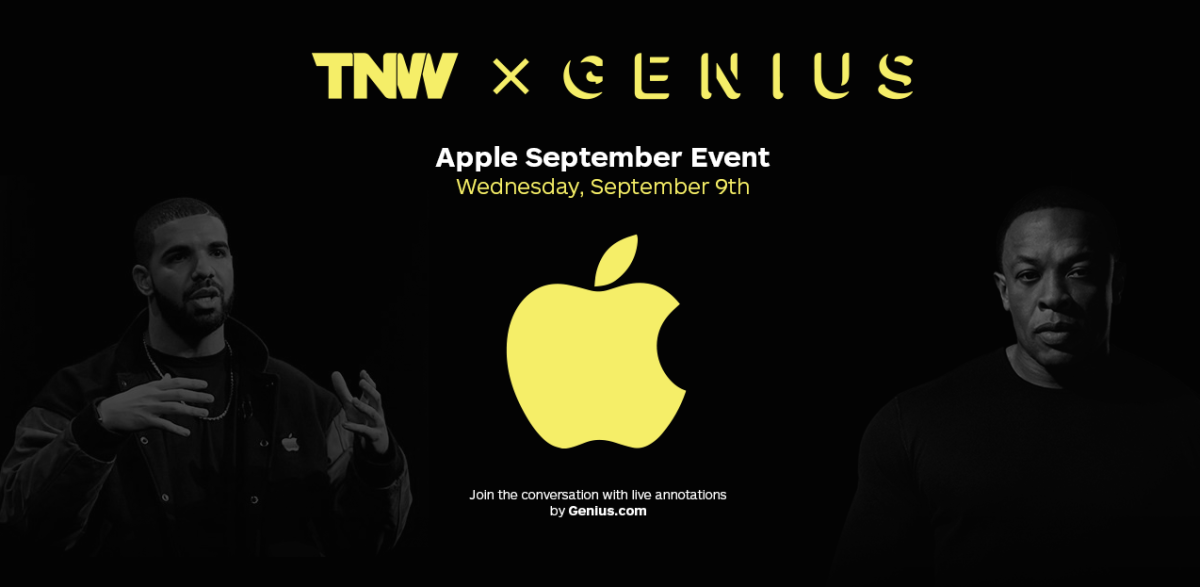 TNW × GENIUS
Apple September Event
Wednesday, September 9th
Join the conversation with live annotations
by Genius.com